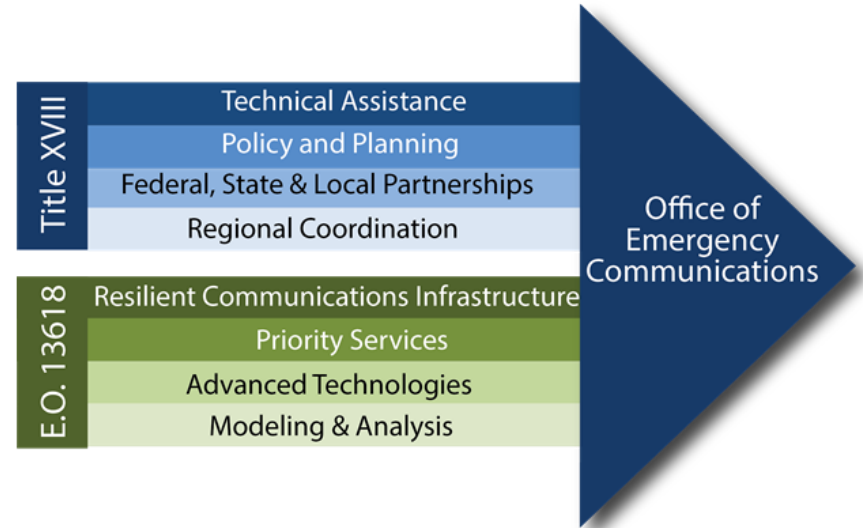 Title XVIII
Technical Assistance
Policy and Planning
Federal, State & Local Partnerships
Regional Coordination
E.O. 13618
Resilient Communications Infrastructure
Priority Services
Advanced Technologies
Modeling & Analysis
Office of
Emergency
Communications